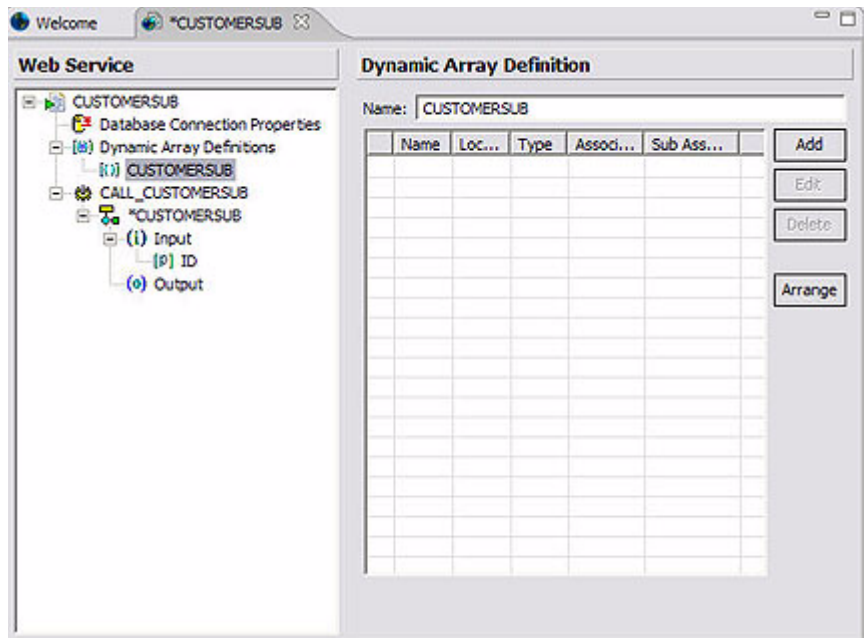 Welcome *CUSTOMERSUB
Web Service
CUSTOMERSUB
Database Connection Properties
Dynamic Array Definitions
CUSTOMERSUB
CALL_CUSTOMERSUB
*CUSTOMERSUB
(i) Input
[P] ID
(o) Output
Dynamic Array Definition
Name: CUSTOMERSUB
Name Loc... Type Associ... Sub Ass...
Add
Edit
Delete
Arrange